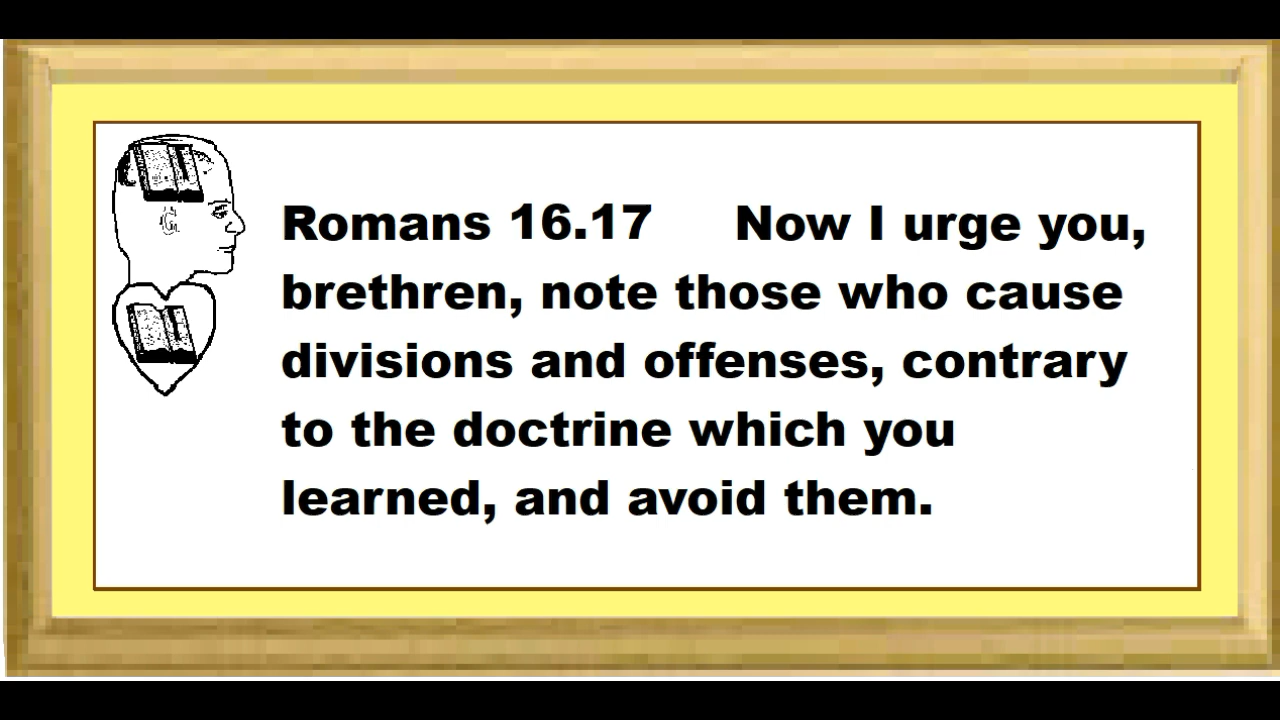 Romans 16.17 Now I urge you,
brethren, note those who cause
divisions and offenses, contrary
to the doctrine which you
learned, and avoid them.